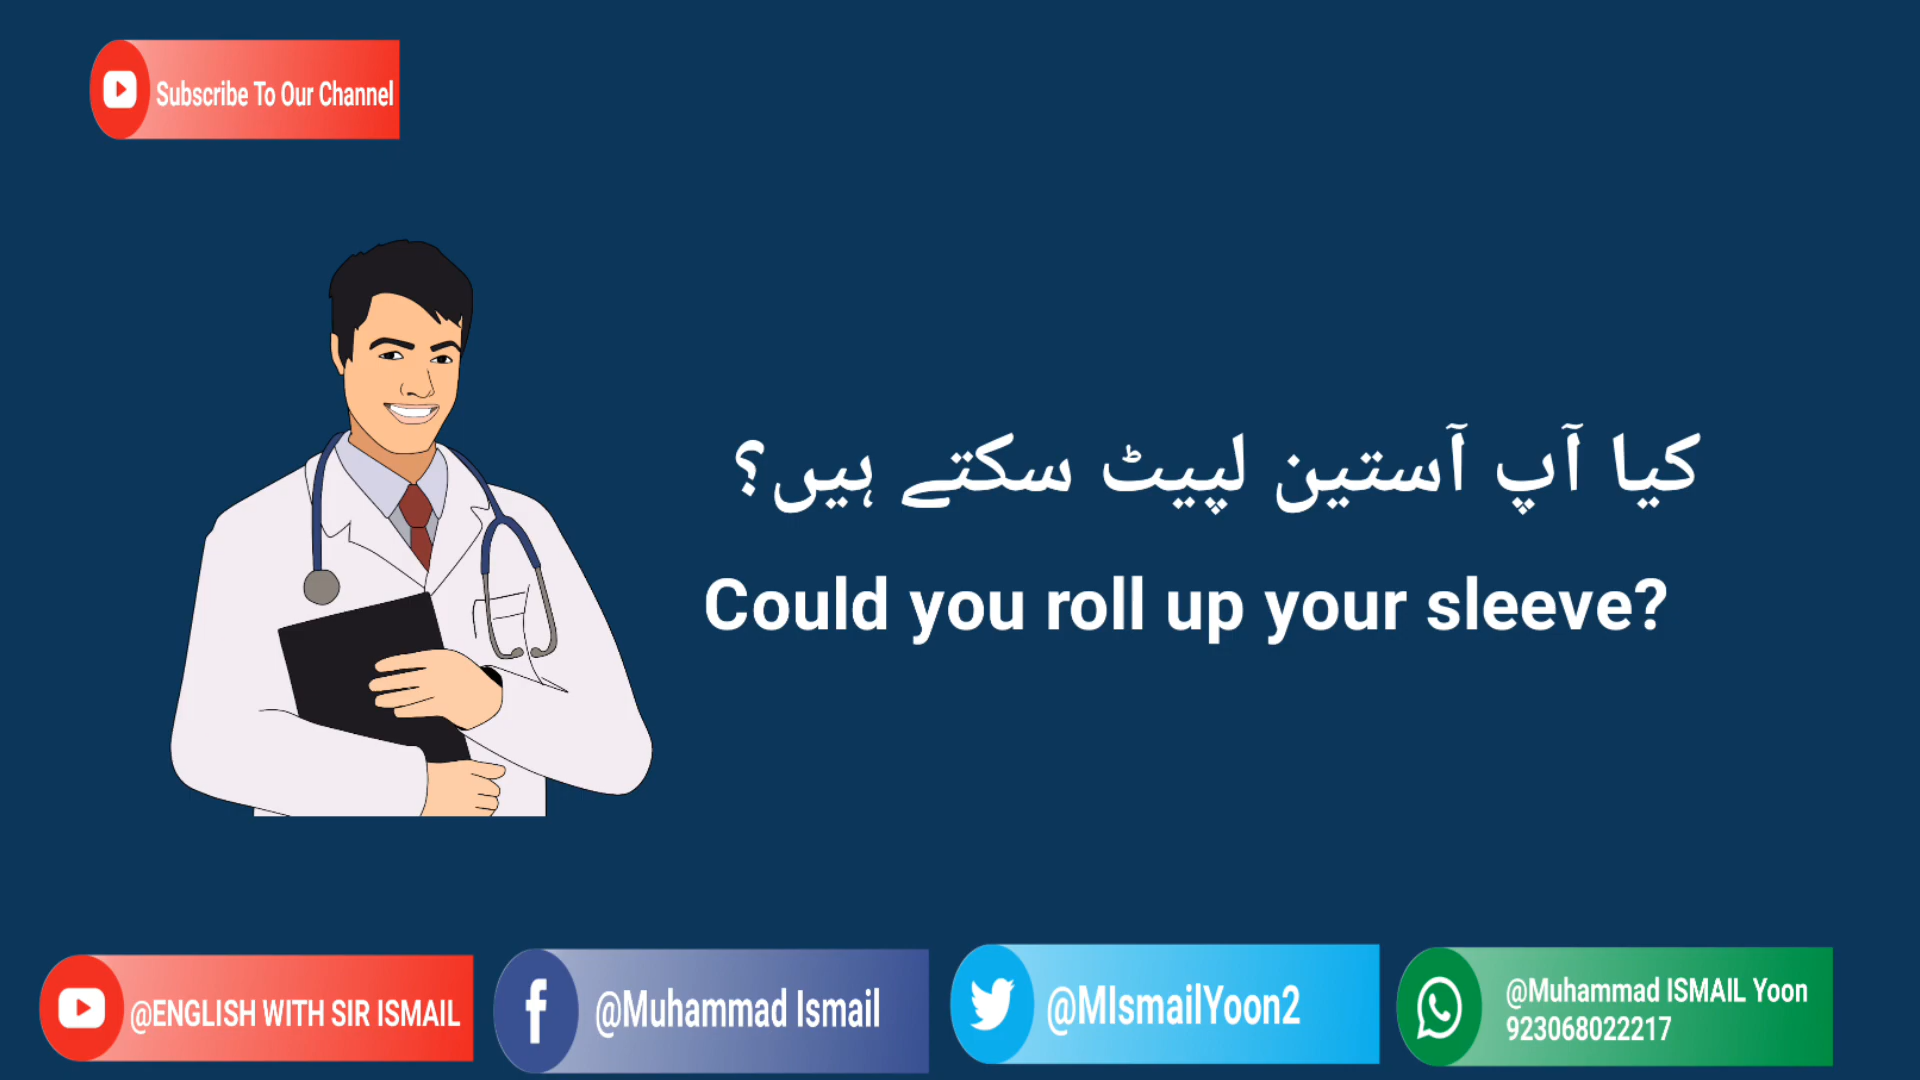 Subscribe To Our Channel
کیا آپ آستین لپیٹ سکتے ہیں؟
Could you roll up your sleeve?
@ENGLISH WITH SIR ISMAIL
@Muhammad Ismail
@MIsmailYoon2
@Muhammad ISMAIL Yoon
923068022217